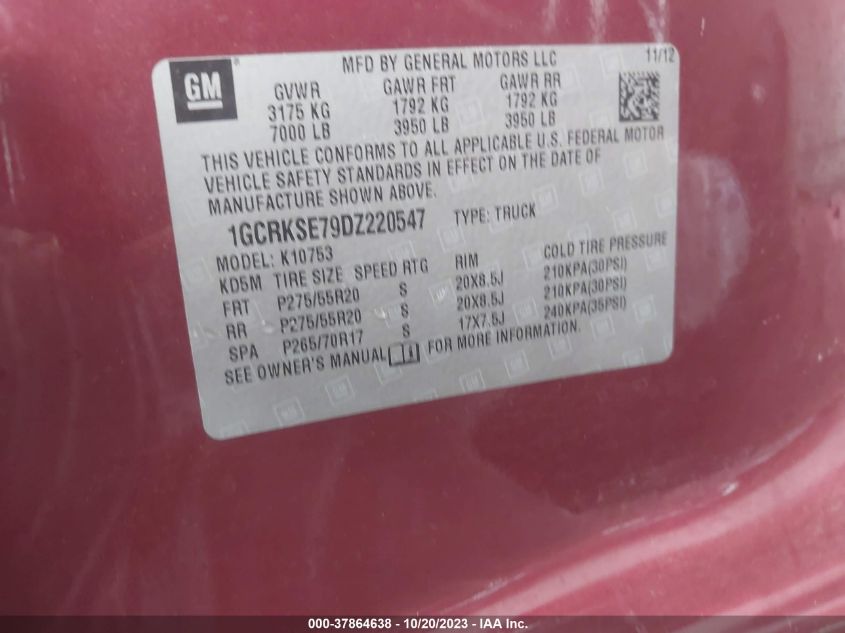 GM
MFD BY GENERAL MOTORS LLC 11/12
GVWR GAWR FRT GAWR RR
3175 KG 1792 KG 1792 KG
7000 LB 3950 LB 3950 LB
THIS VEHICLE CONFORMS TO ALL APPLICABLE U.S. FEDERAL MOTOR
VEHICLE SAFETY STANDARDS IN EFFECT ON THE DATE OF
MANUFACTURE SHOWN ABOVE.
1GCRKSE79DZ220547 TYPE: TRUCK
MODEL: K10753
KD5M TIRE SIZE SPEED RTG RIM COLD TIRE PRESSURE
FRT P275/55R20 S 20X8.5J 210KPA(30PSI)
RR P275/55R20 S 20X8.5J 210KPA(30PSI)
SPA P265/70R17 S 17X7.5J 240KPA(35PSI)
SEE OWNER'S MANUAL FOR MORE INFORMATION.
000-37864638 - 10/20/2023 - IAA Inc.